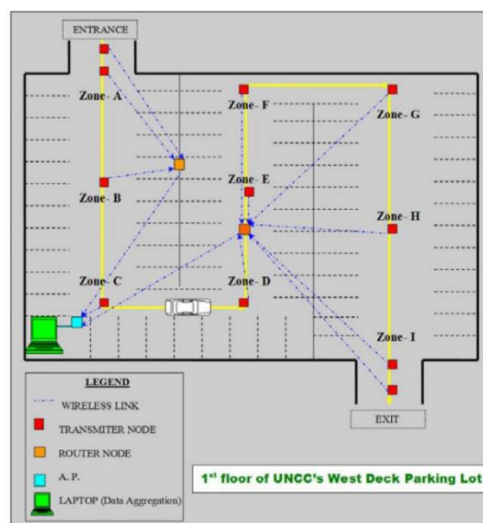 ENTRANCE
Zone- A
Zone- F
Zone- G
Zone- E
Zone- B
Zone- H
Zone- C
Zone- D
Zone- I
LEGEND
WIRELESS LINK
TRANSMITER NODE
ROUTER NODE
A. P.
LAPTOP (Data Aggregation)
EXIT
1st floor of UNCC's West Deck Parking Lot